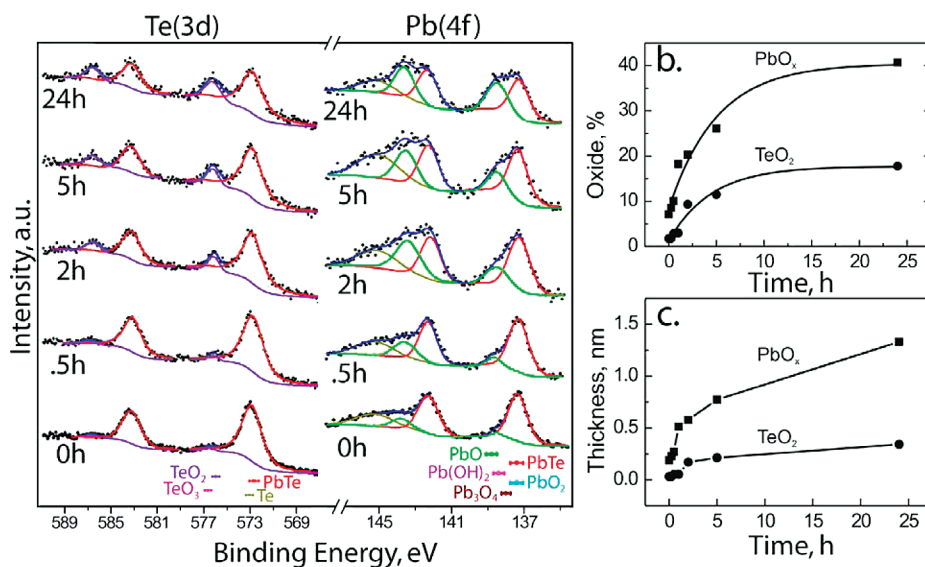 Te(3d) Pb(4f)
24h 24h
5h 5h
2h 2h
.5h .5h
0h 0h
TeO₂ PbTe
TeO₃ Te
PbO PbTe
Pb(OH)₂ PbO₂
Pb₃O₄
589 585 581 577 573 569 145 141 137
Binding Energy, eV
Intensity, a.u.
b.
PbOₓ
TeO₂
40
30
20
10
0
0 5 10 15 20 25
Oxide, %
Time, h
c.
PbOₓ
TeO₂
1.5
1.0
0.5
0.0
0 5 10 15 20 25
Thickness, nm
Time, h